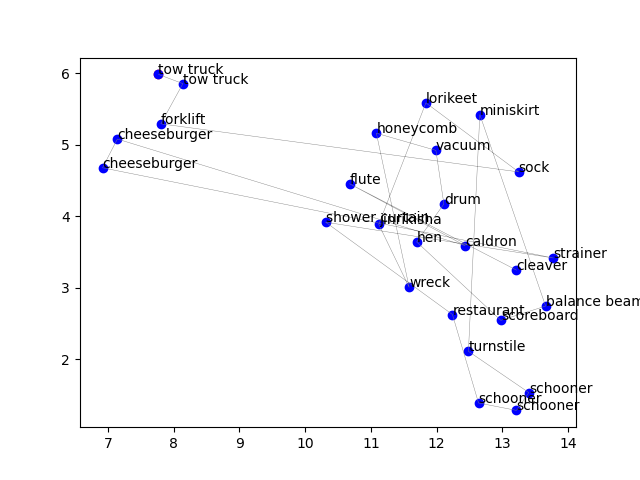 tow truck
tow truck
forklift
cheeseburger
cheeseburger
lorikeet
miniskirt
honeycomb
vacuum
sock
flute
drum
shower curtain
jinrikisha
hen
caldron
strainer
cleaver
wreck
balance beam
restaurant
scoreboard
turnstile
schooner
schooner
schooner
6
5
4
3
2
7
8
9
10
11
12
13
14